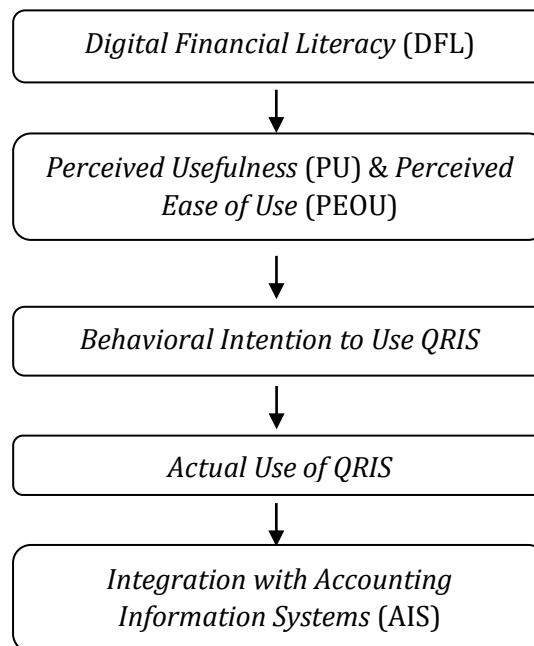 Digital Financial Literacy (DFL)
Perceived Usefulness (PU) & Perceived
Ease of Use (PEOU)
Behavioral Intention to Use QRIS
Actual Use of QRIS
Integration with Accounting
Information Systems (AIS)